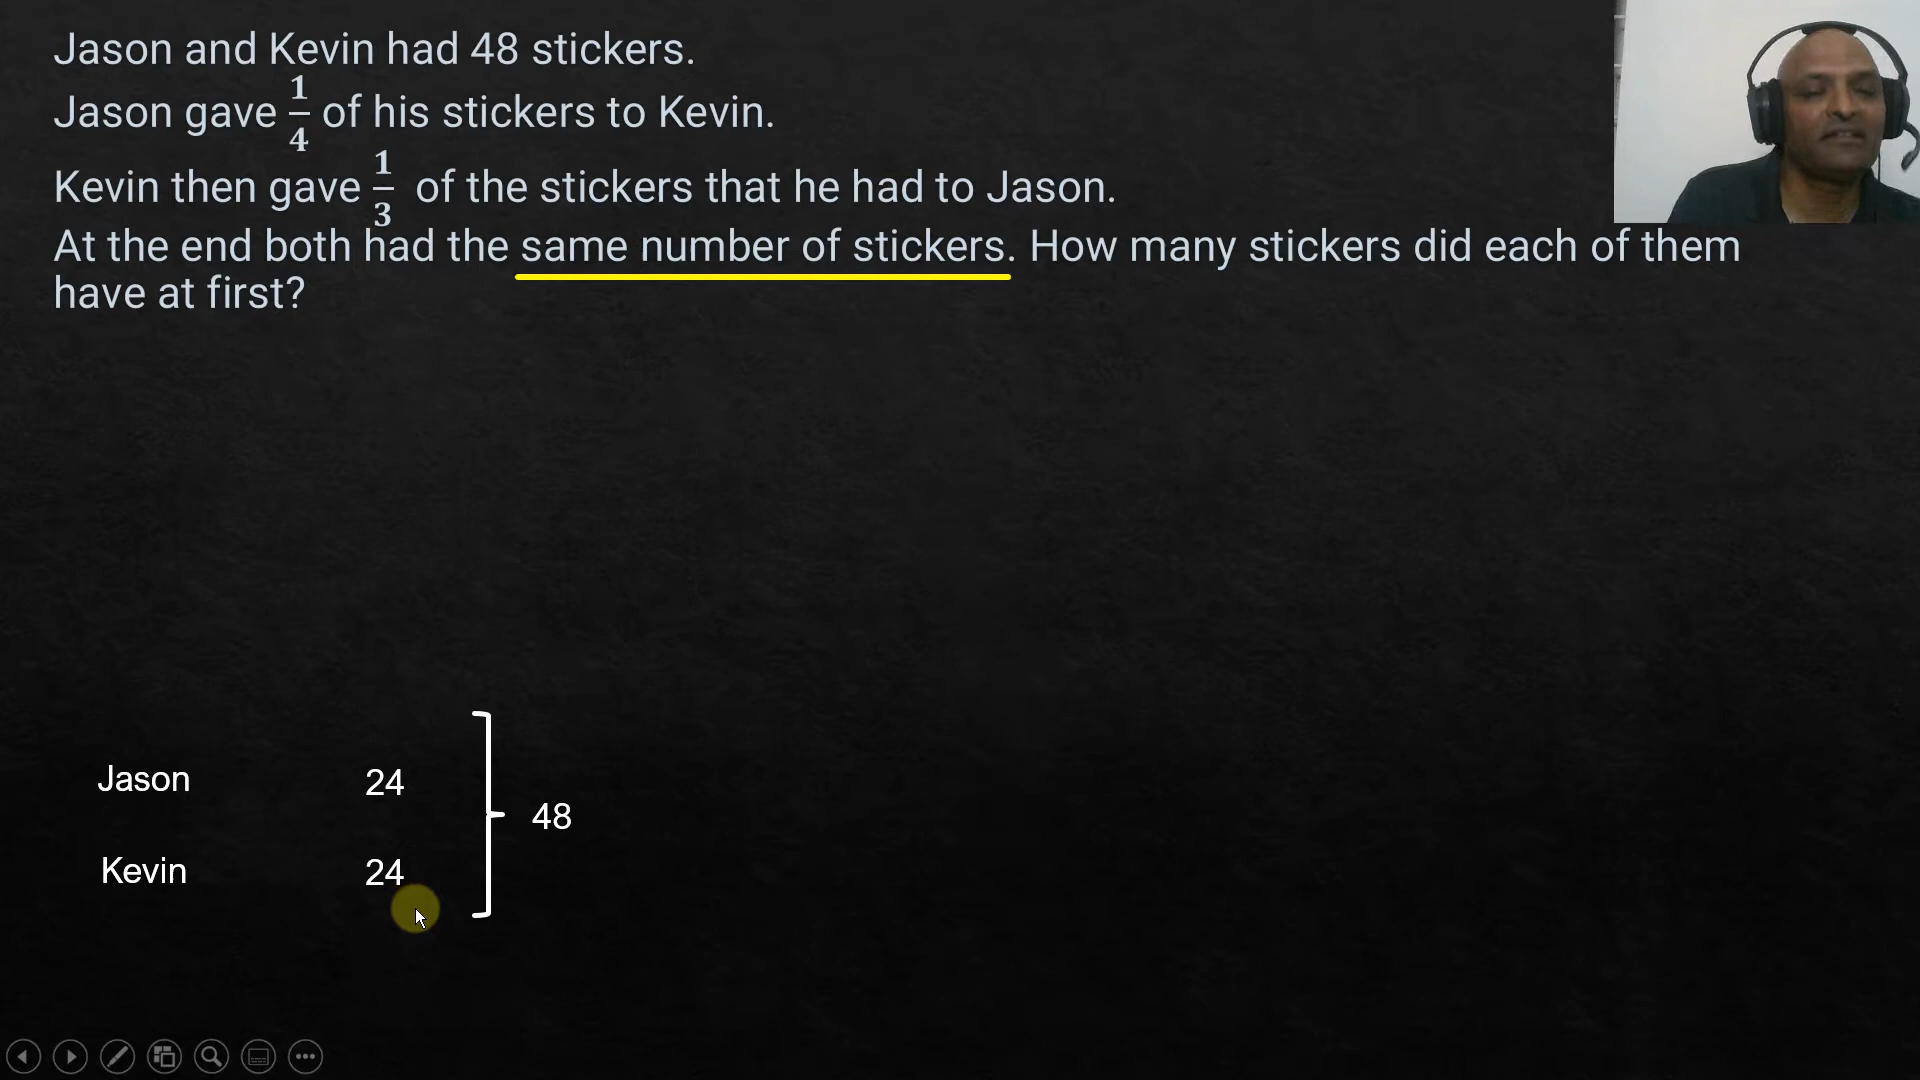 Jason and Kevin had 48 stickers.
Jason gave 1/4 of his stickers to Kevin.
Kevin then gave 1/3 of the stickers that he had to Jason.
At the end both had the same number of stickers. How many stickers did each of them
have at first?
Jason 24
48
Kevin 24